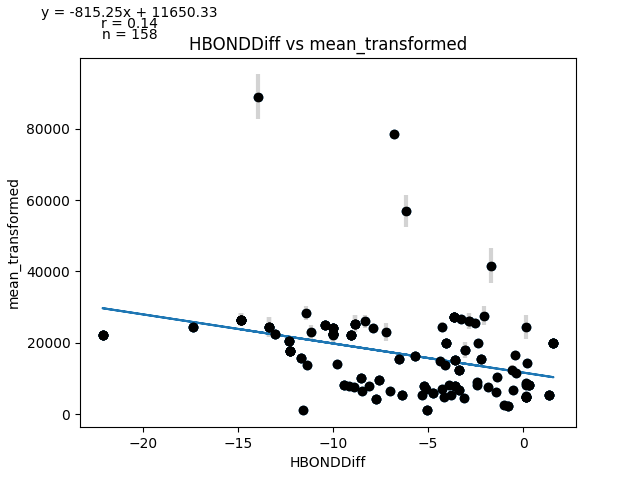 y = -815.25x + 11650.33
r = 0.14
n = 158
HBONDDiff vs mean_transformed
mean_transformed
80000
60000
40000
20000
0
−20
−15
−10
−5
0
HBONDDiff